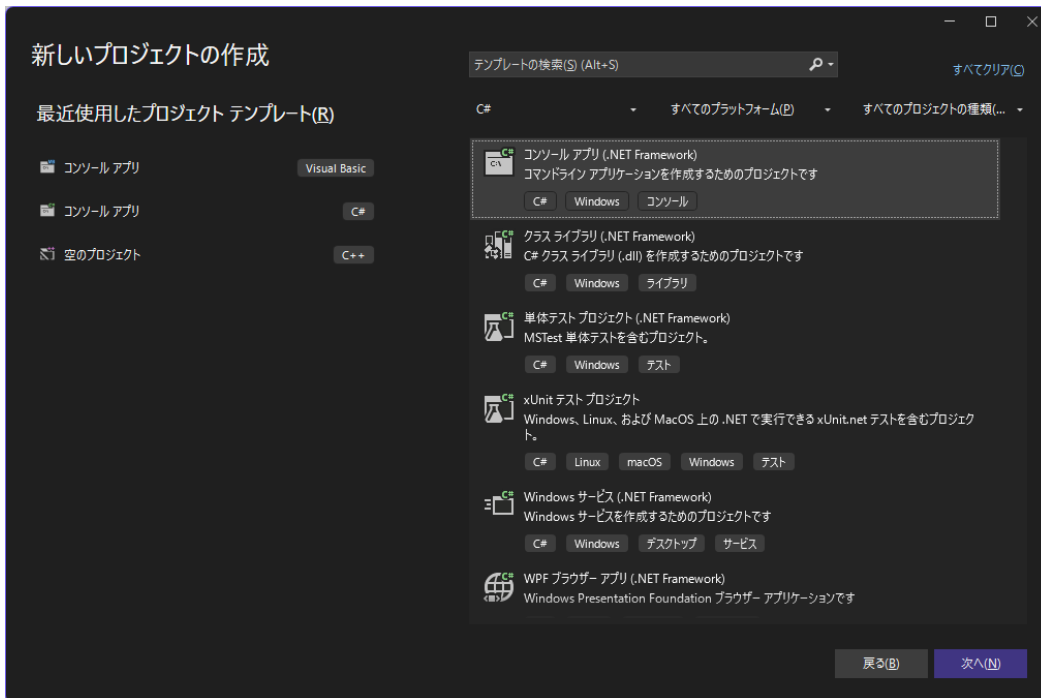 新しいプロジェクトの作成
最近使用したプロジェクト テンプレート(R)
コンソール アプリ
Visual Basic
コンソール アプリ
C#
空のプロジェクト
C++
テンプレートの検索(S) (Alt+S)
すべてクリア(C)
C#
すべてのプラットフォーム(P)
すべてのプロジェクトの種類(...
コンソール アプリ (.NET Framework)
コマンドライン アプリケーションを作成するためのプロジェクトです
C# Windows コンソール
クラス ライブラリ (.NET Framework)
C# クラス ライブラリ (.dll) を作成するためのプロジェクトです
C# Windows ライブラリ
単体テスト プロジェクト (.NET Framework)
MSTest 単体テストを含むプロジェクト。
C# Windows テスト
xUnit テスト プロジェクト
Windows、Linux、および MacOS 上の .NET で実行できる xUnit.net テストを含むプロジェク
ト。
C# Linux macOS Windows テスト
Windows サービス (.NET Framework)
Windows サービスを作成するためのプロジェクトです
C# Windows デスクトップ サービス
WPF ブラウザー アプリ (.NET Framework)
Windows Presentation Foundation ブラウザー アプリケーションです
戻る(B)
次へ(N)